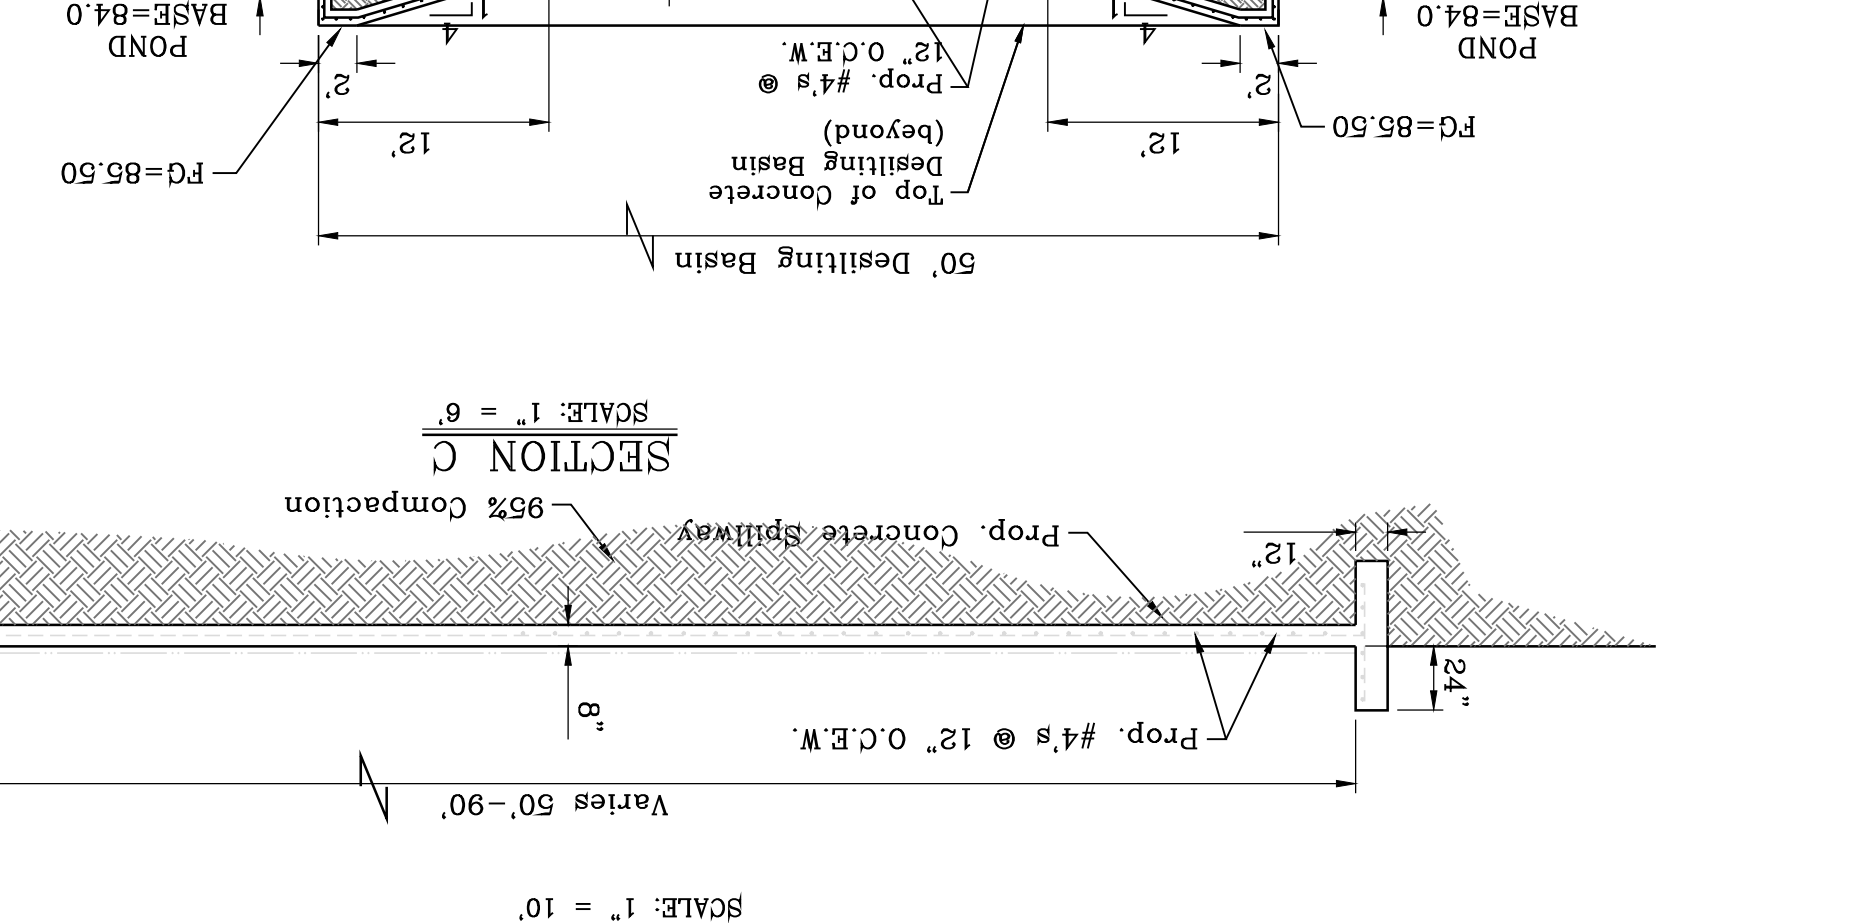 SCALE: 1" = 10'
Varies 50'-90'
Prop. #4's @ 12" O.C.E.W.
8"
24"
12"
Prop. Concrete Spillway
95% Compaction
SECTION C
SCALE: 1" = 6'
50' Desilting Basin
Top of Concrete
Desilting Basin
(beyond)
FG=85.50
12'
12'
FG=85.50
2'
Prop. #4's @
12" O.C.E.W.
2'
POND
BASE=84.0
4
1
4
1
POND
BASE=84.0